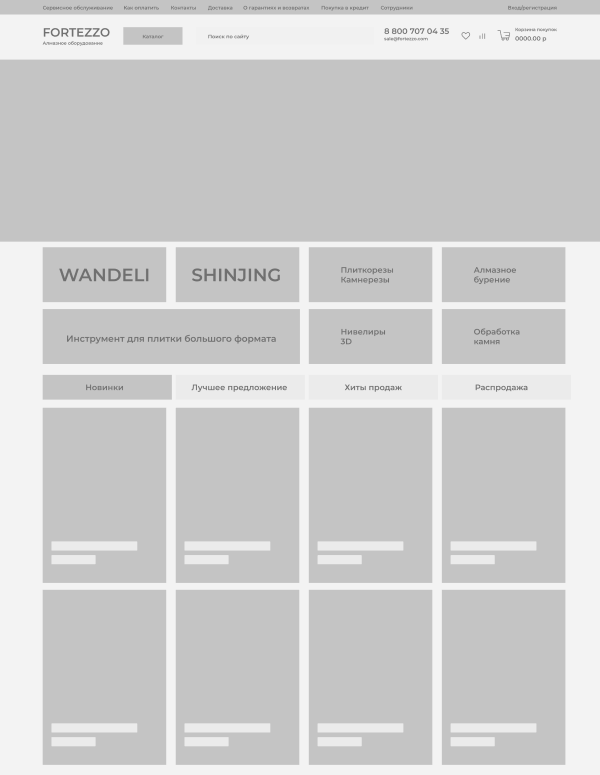 Сервисное обслуживание Как оплатить Контакты Доставка О гарантиях и возвратах Покупка в кредит Сотрудники Вход/регистрации
FORTEZZO
Алмазное оборудование
Каталог
Поиск по сайту
8 800 707 04 35
sale@fortezzo.com
Корзина покупок
0000.00 р
WANDELI
SHINJING
Плиткорезы
Камнерезы
Алмазное
бурение
Инструмент для плитки большого формата
Нивелиры
3D
Обработка
камня
Новинки
Лучшее предложение
Хиты продаж
Распродажа